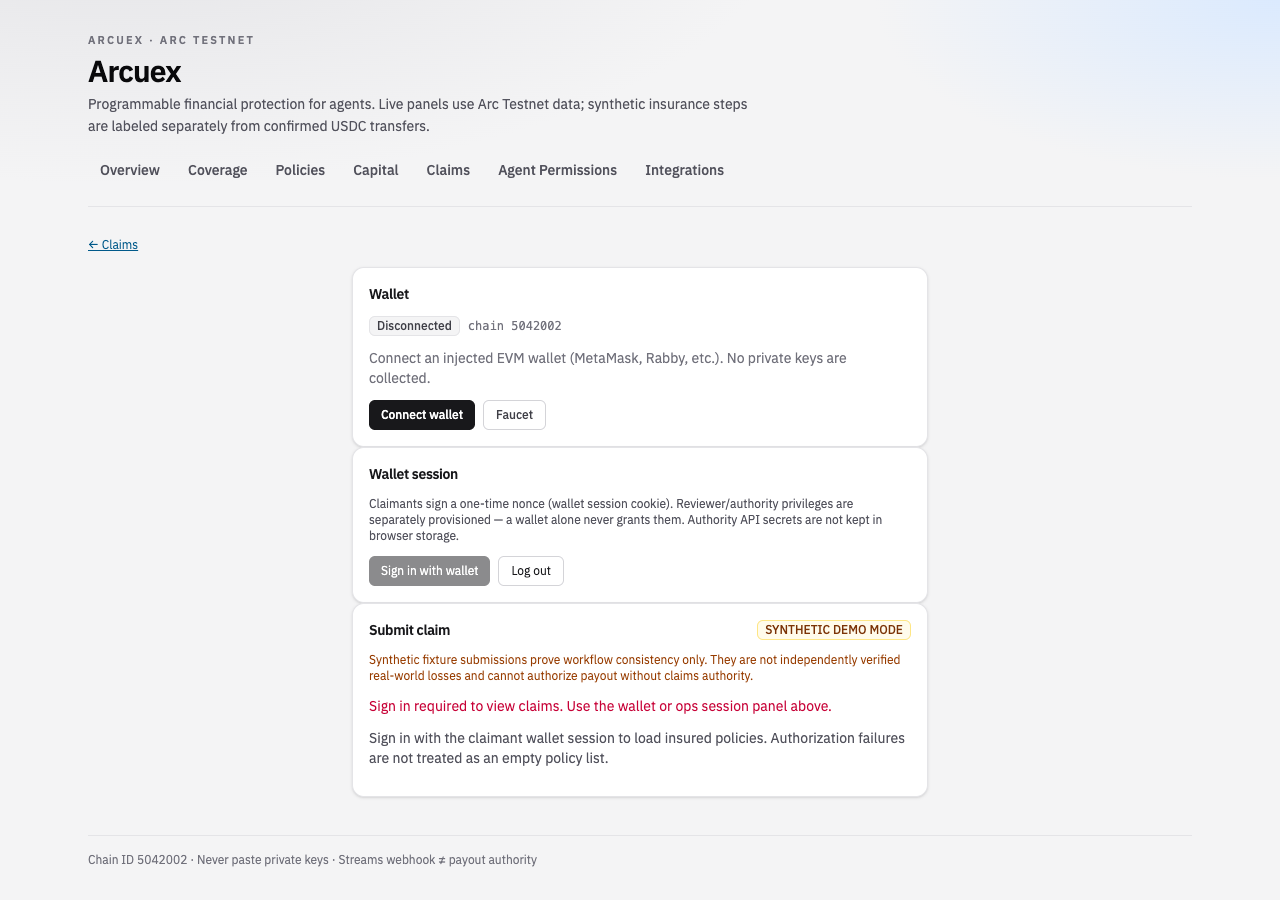 ARCUEX · ARC TESTNET
Arcuex
Programmable financial protection for agents. Live panels use Arc Testnet data; synthetic insurance steps
are labeled separately from confirmed USDC transfers.
Overview Coverage Policies Capital Claims Agent Permissions Integrations
← Claims
Wallet
Disconnected chain 5042002
Connect an injected EVM wallet (MetaMask, Rabby, etc.). No private keys are
collected.
Connect wallet Faucet
Wallet session
Claimants sign a one-time nonce (wallet session cookie). Reviewer/authority privileges are
separately provisioned — a wallet alone never grants them. Authority API secrets are not kept in
browser storage.
Sign in with wallet Log out
Submit claim SYNTHETIC DEMO MODE
Synthetic fixture submissions prove workflow consistency only. They are not independently verified
real-world losses and cannot authorize payout without claims authority.
Sign in required to view claims. Use the wallet or ops session panel above.
Sign in with the claimant wallet session to load insured policies. Authorization failures
are not treated as an empty policy list.
Chain ID 5042002 · Never paste private keys · Streams webhook ≠ payout authority